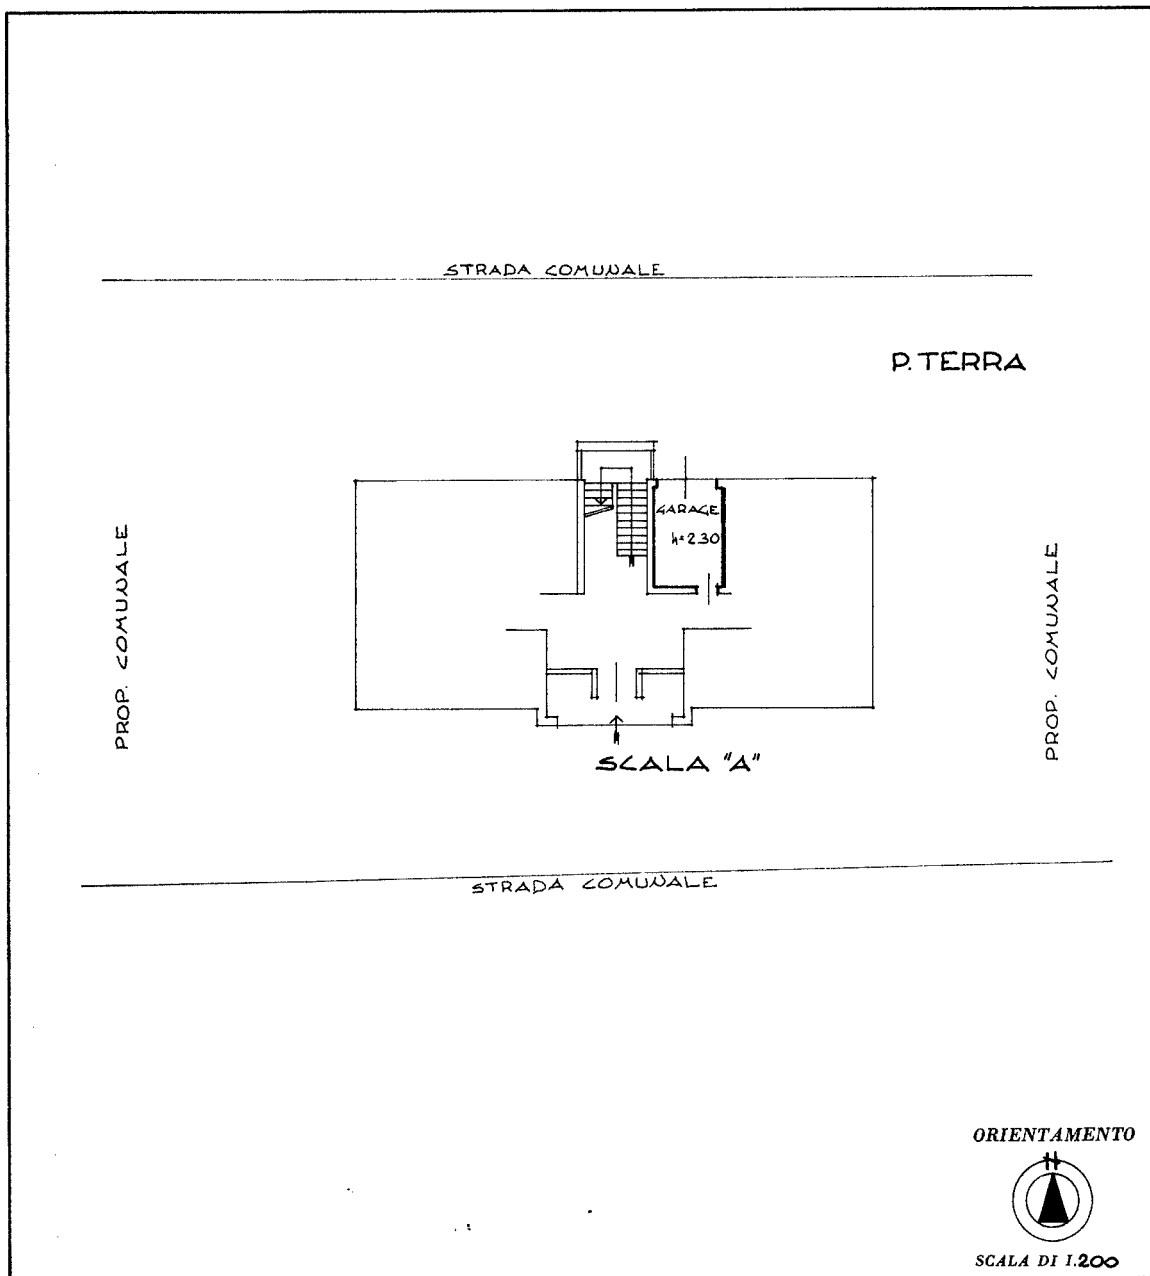 STRADA COMUNALE
P. TERRA
GARAGE
h=2.30
PROP. COMUNALE
PROP. COMUNALE
SCALA "A"
STRADA COMUNALE
ORIENTAMENTO
N
SCALA DI 1.200